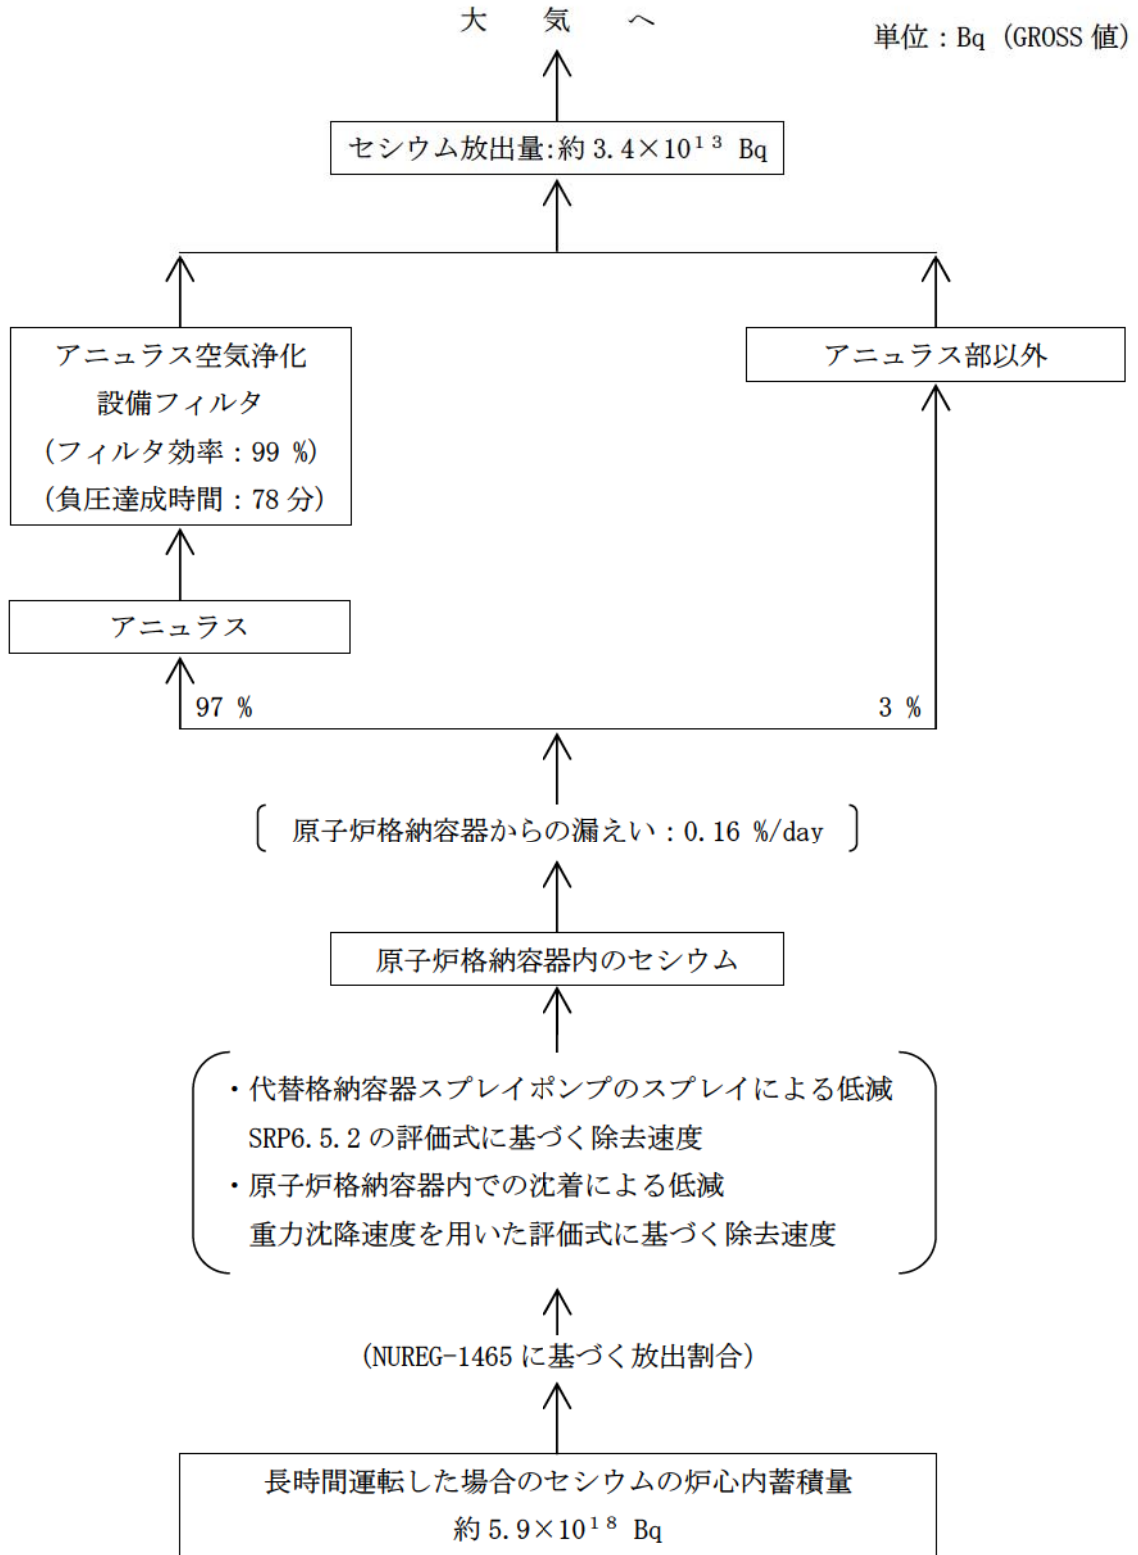 大　気　へ
単位：Bq (GROSS 値)
セシウム放出量:約 3.4×10¹³ Bq
アニュラス空気浄化
設備フィルタ
(フィルタ効率：99 %)
(負圧達成時間：78 分)
アニュラス部以外
アニュラス
97 %
3 %
原子炉格納容器からの漏えい：0.16 %/day
原子炉格納容器内のセシウム
・代替格納容器スプレイポンプのスプレイによる低減
SRP6.5.2 の評価式に基づく除去速度
・原子炉格納容器内での沈着による低減
重力沈降速度を用いた評価式に基づく除去速度
(NUREG-1465 に基づく放出割合)
長時間運転した場合のセシウムの炉心内蓄積量
約 5.9×10¹⁸ Bq